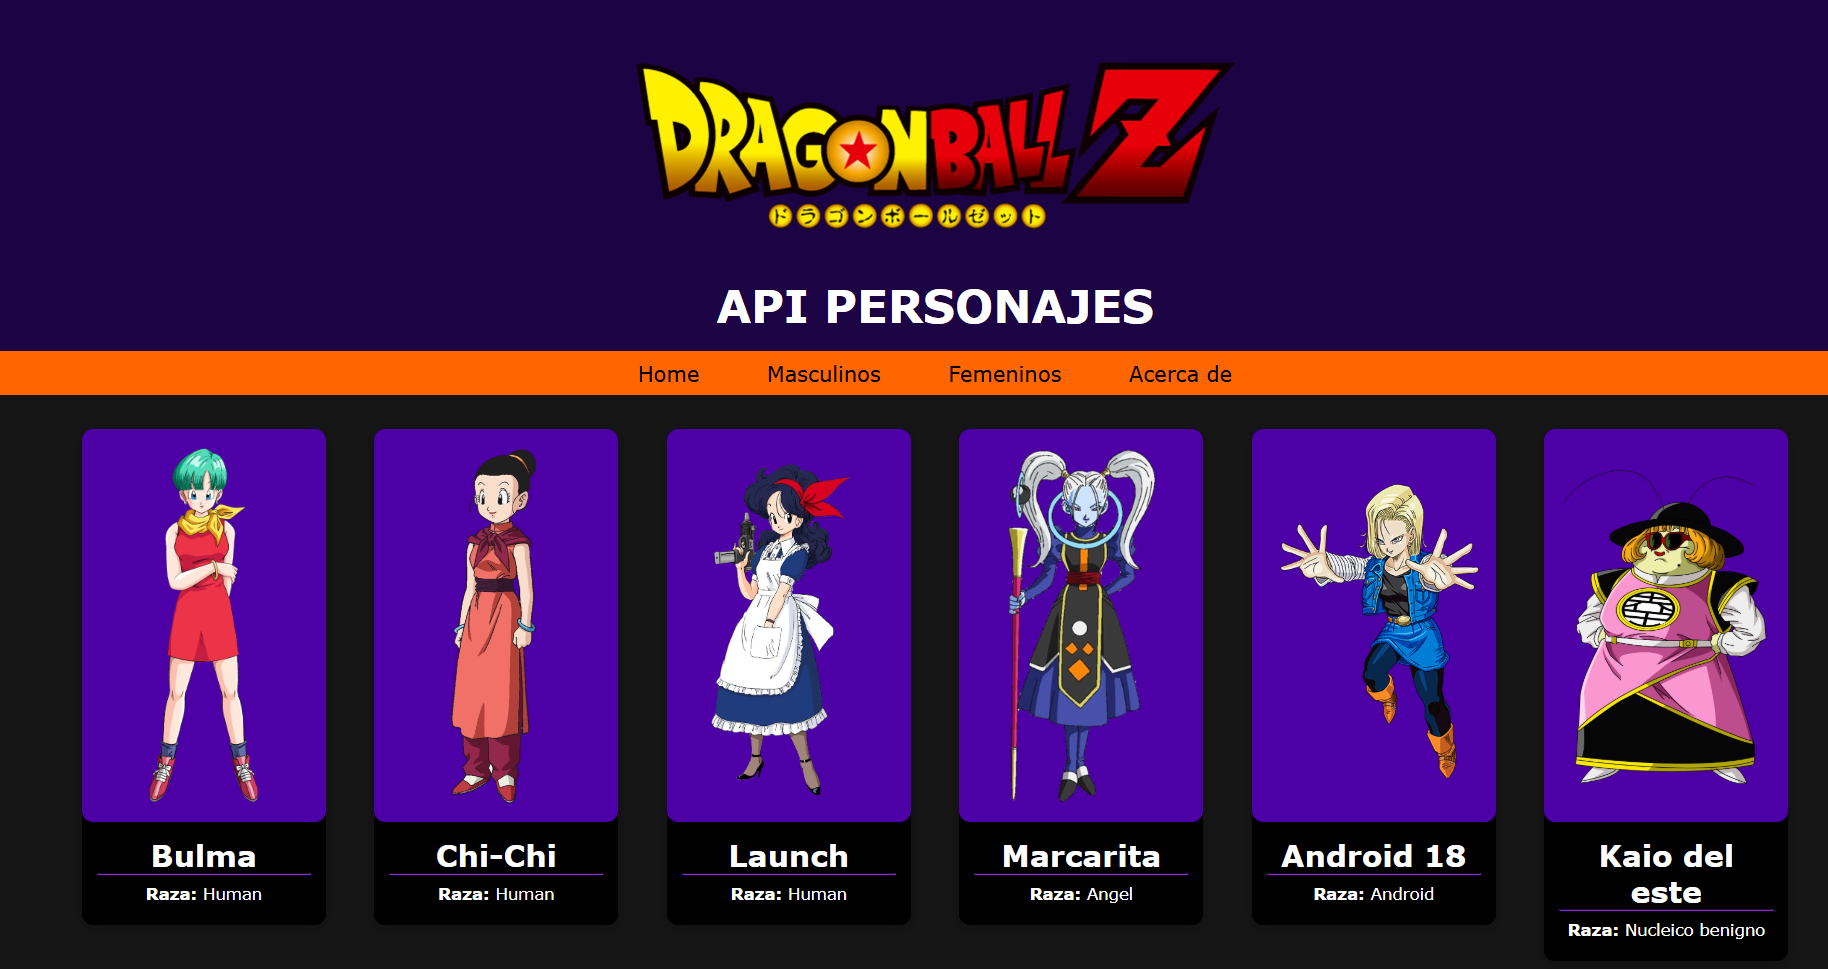 DRAGONBALL Z
ドラゴンボールゼット
API PERSONAJES
Home Masculinos Femeninos Acerca de
Bulma
Raza: Human
Chi-Chi
Raza: Human
Launch
Raza: Human
Marcarita
Raza: Angel
Android 18
Raza: Android
Kaio del
este
Raza: Nucleico benigno